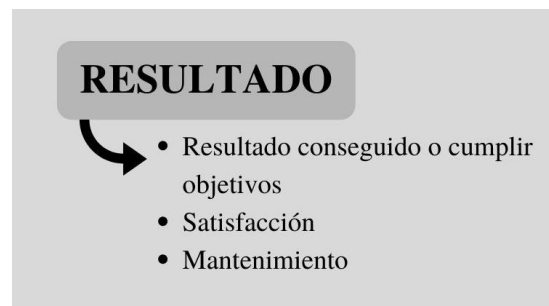 RESULTADO
• Resultado conseguido o cumplir
objetivos
• Satisfacción
• Mantenimiento